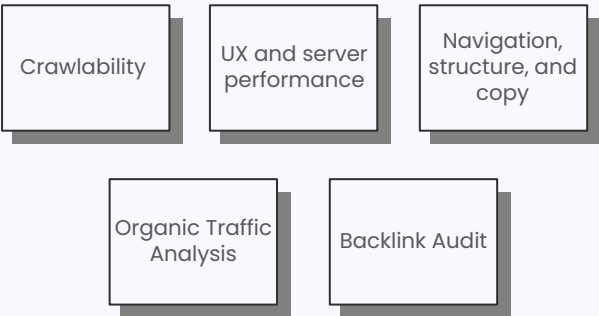 Crawlability
UX and server
performance
Navigation,
structure, and
copy
Organic Traffic
Analysis
Backlink Audit